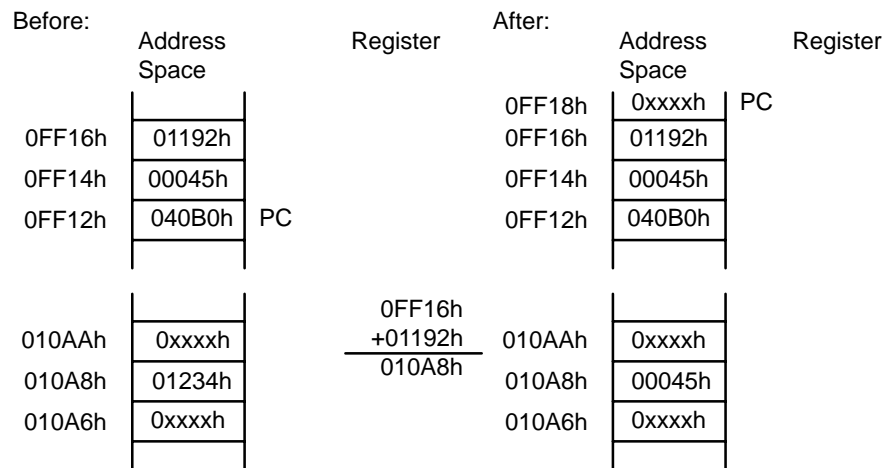 Before:
Address Space
Register
0FF16h 01192h
0FF14h 00045h
0FF12h 040B0h PC
010AAh 0xxxxh
010A8h 01234h
010A6h 0xxxxh
0FF16h
+01192h
010A8h
After:
Address Space
Register
0FF18h 0xxxxh PC
0FF16h 01192h
0FF14h 00045h
0FF12h 040B0h
010AAh 0xxxxh
010A8h 00045h
010A6h 0xxxxh